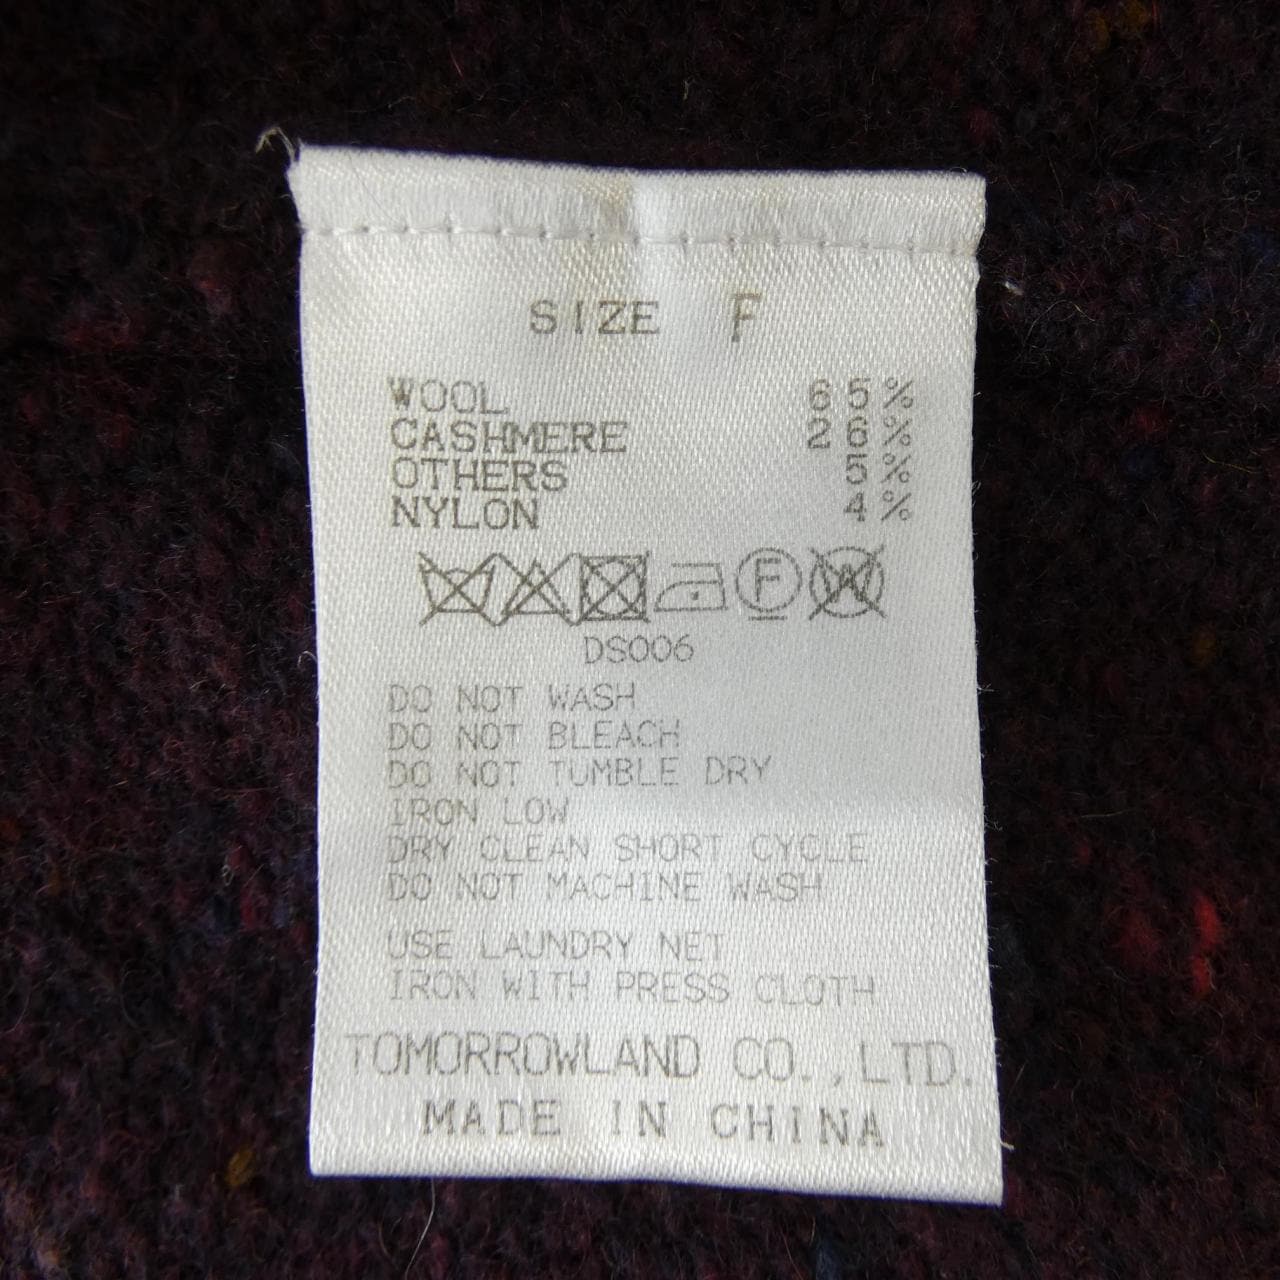 SIZE F
WOOL 65%
CASHMERE 26%
OTHERS 5%
NYLON 4%
F W
DS006
DO NOT WASH
DO NOT BLEACH
DO NOT TUMBLE DRY
IRON LOW
DRY CLEAN SHORT CYCLE
DO NOT MACHINE WASH
USE LAUNDRY NET
IRON WITH PRESS CLOTH
TOMORROWLAND CO.,LTD.
MADE IN CHINA